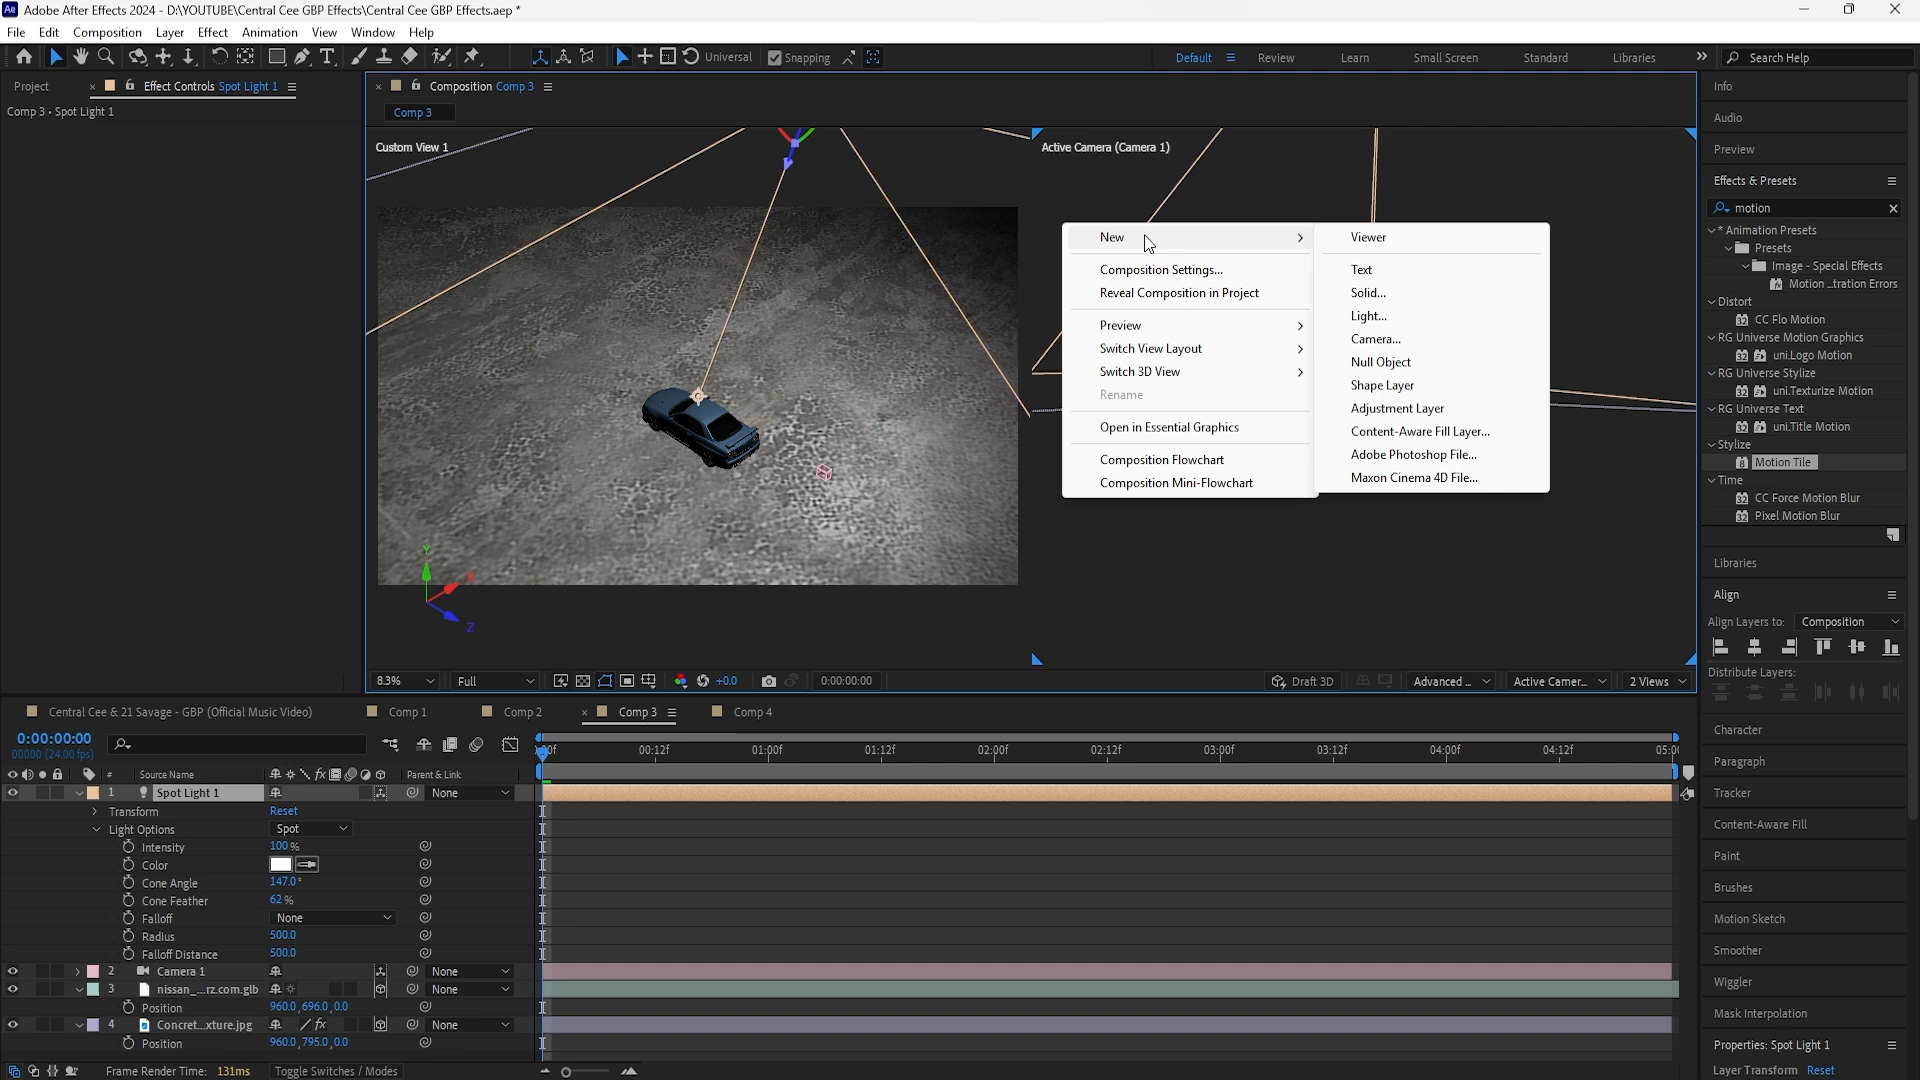 Adobe After Effects 2024 - D:\YOUTUBE\Central Cee GBP Effects\Central Cee GBP Effects.aep *
File Edit Composition Layer Effect Animation View Window Help
Universal Snapping Default Review Learn Small Screen Standard Libraries Search Help
Project Effect Controls Spot Light 1
Comp 3 • Spot Light 1
Composition Comp 3
Comp 3
Custom View 1
Active Camera (Camera 1)
New
Composition Settings...
Reveal Composition in Project
Preview
Switch View Layout
Switch 3D View
Rename
Open in Essential Graphics
Composition Flowchart
Composition Mini-Flowchart
Viewer
Text
Solid...
Light...
Camera...
Null Object
Shape Layer
Adjustment Layer
Content-Aware Fill Layer...
Adobe Photoshop File...
Maxon Cinema 4D File...
Y
Z
8.3% Full +0.0 0:00:00:00 Draft 3D Advanced ... Active Camer... 2 Views
Info
Audio
Preview
Effects & Presets
motion
* Animation Presets
Presets
Image - Special Effects
Motion ...tration Errors
Distort
CC Flo Motion
RG Universe Motion Graphics
uni.Logo Motion
RG Universe Stylize
uni.Texturize Motion
RG Universe Text
uni.Title Motion
Stylize
Motion Tile
Time
CC Force Motion Blur
Pixel Motion Blur
Libraries
Align
Align Layers to: Composition
Distribute Layers:
Character
Paragraph
Tracker
Content-Aware Fill
Paint
Brushes
Motion Sketch
Smoother
Wiggler
Mask Interpolation
Properties: Spot Light 1
Layer Transform Reset
Central Cee & 21 Savage - GBP (Official Music Video) Comp 1 Comp 2 Comp 3 Comp 4
0:00:00:00
00000 (24.00 fps)
00:12f 01:00f 01:12f 02:00f 02:12f 03:00f 03:12f 04:00f 04:12f
# Source Name Parent & Link
1 Spot Light 1 None
Transform Reset
Light Options Spot
Intensity 100 %
Color
Cone Angle 147.0°
Cone Feather 62 %
Falloff None
Radius 500.0
Falloff Distance 500.0
2 Camera 1 None
3 nissan_...rz.com.glb None
Position 960.0, 696.0, 0.0
4 Concret...xture.jpg None
Position 960.0, 795.0, 0.0
Frame Render Time: 131ms Toggle Switches / Modes